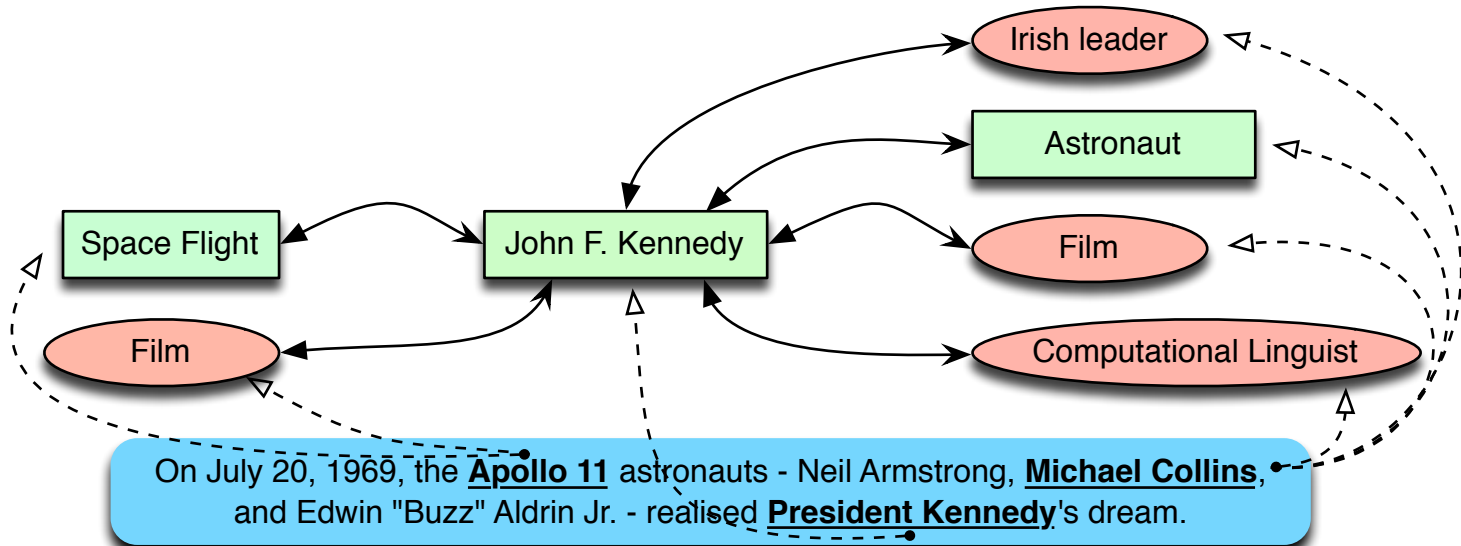 Irish leader
Astronaut
Space Flight
John F. Kennedy
Film
Film
Computational Linguist
On July 20, 1969, the Apollo 11 astronauts - Neil Armstrong, Michael Collins,
and Edwin "Buzz" Aldrin Jr. - realised President Kennedy's dream.